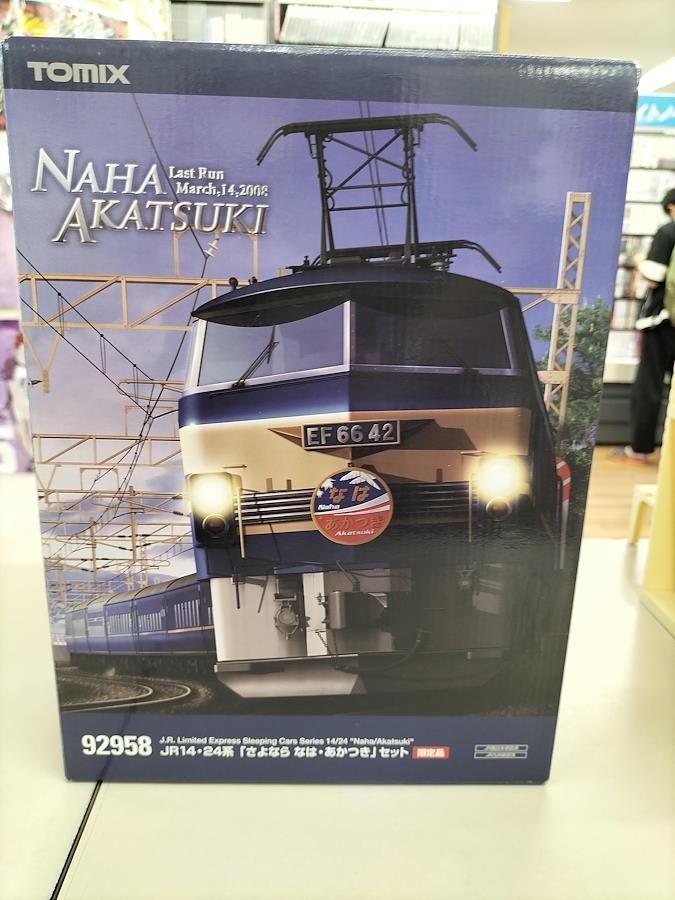 TOMIX
NAHA
AKATSUKI
Last Run
March,14,2008
EF 66 42
なは
Naha
あかつき
Akatsuki
92958
J.R. Limited Express Sleeping Cars Series 14/24 "Naha/Akatsuki"
JR14・24系「さよなら なは・あかつき」セット 限定品